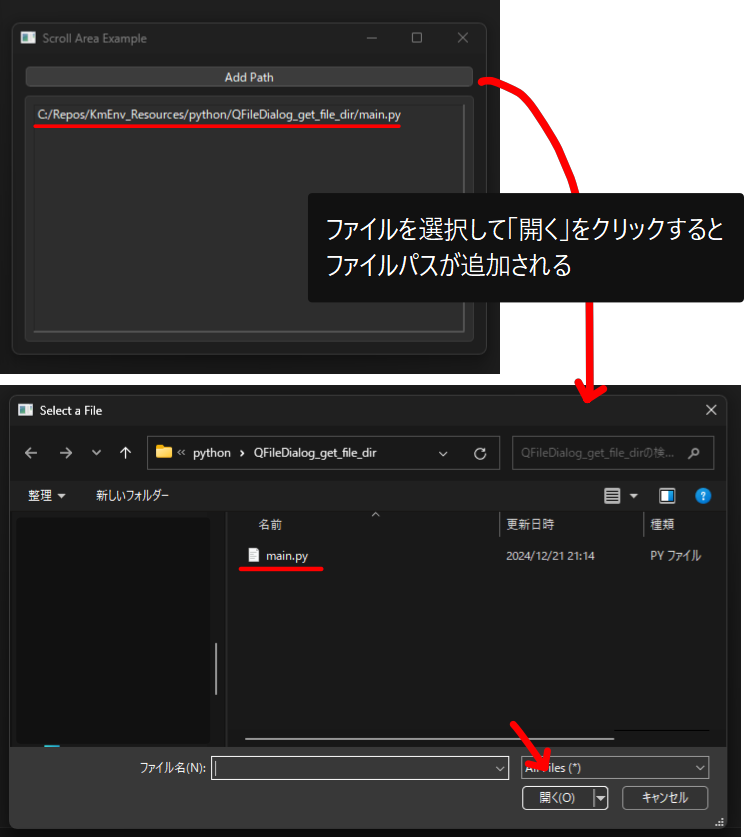 Scroll Area Example
Add Path
C:/Repos/KmEnv_Resources/python/QFileDialog_get_file_dir/main.py
ファイルを選択して「開く」をクリックすると
ファイルパスが追加される
Select a File
« python › QFileDialog_get_file_dir
QFileDialog_get_file_dirの検...
整理 新しいフォルダー
名前 更新日時 種類
main.py 2024/12/21 21:14 PY ファイル
ファイル名(N): All Files (*)
開く(O) キャンセル